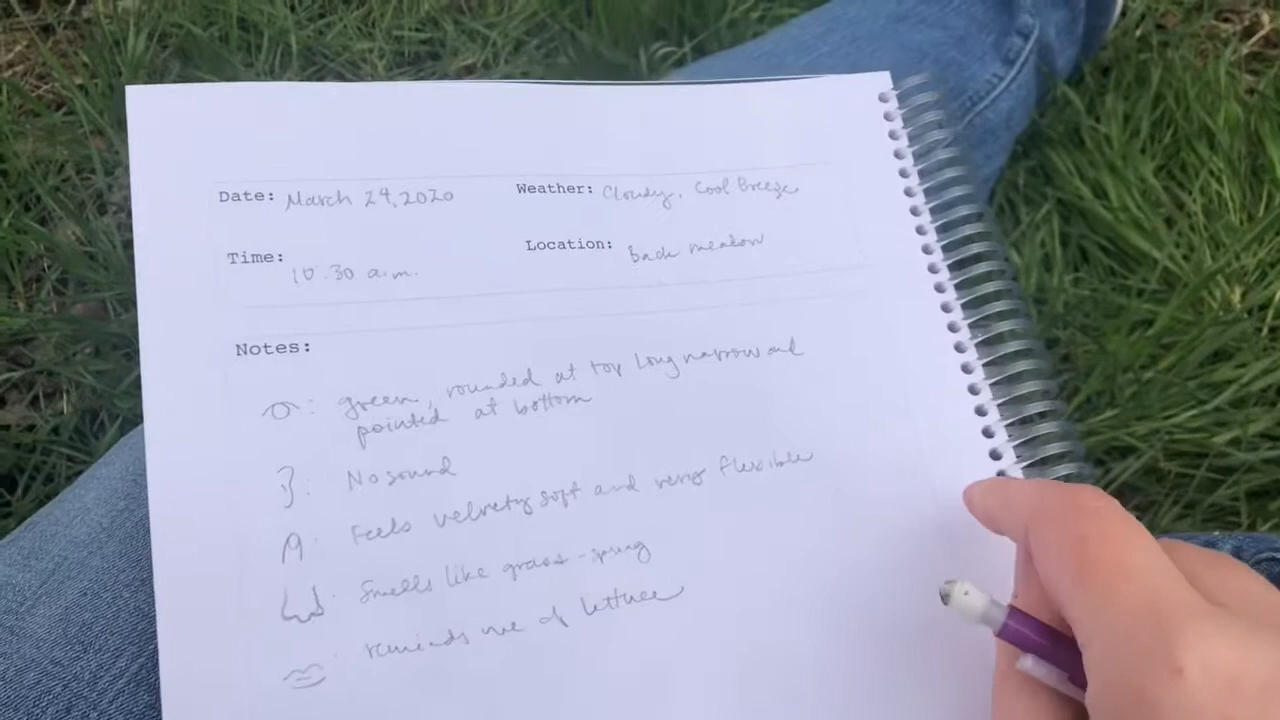 Date: March 24, 2020
Weather: Cloudy, Cool Breeze
Time: 10:30 a.m.
Location: Back meadow
Notes:
green, rounded at top long narrow and
pointed at bottom
No sound
Feels velvety soft and very flexible
Smells like grass - spring
reminds me of lettuce